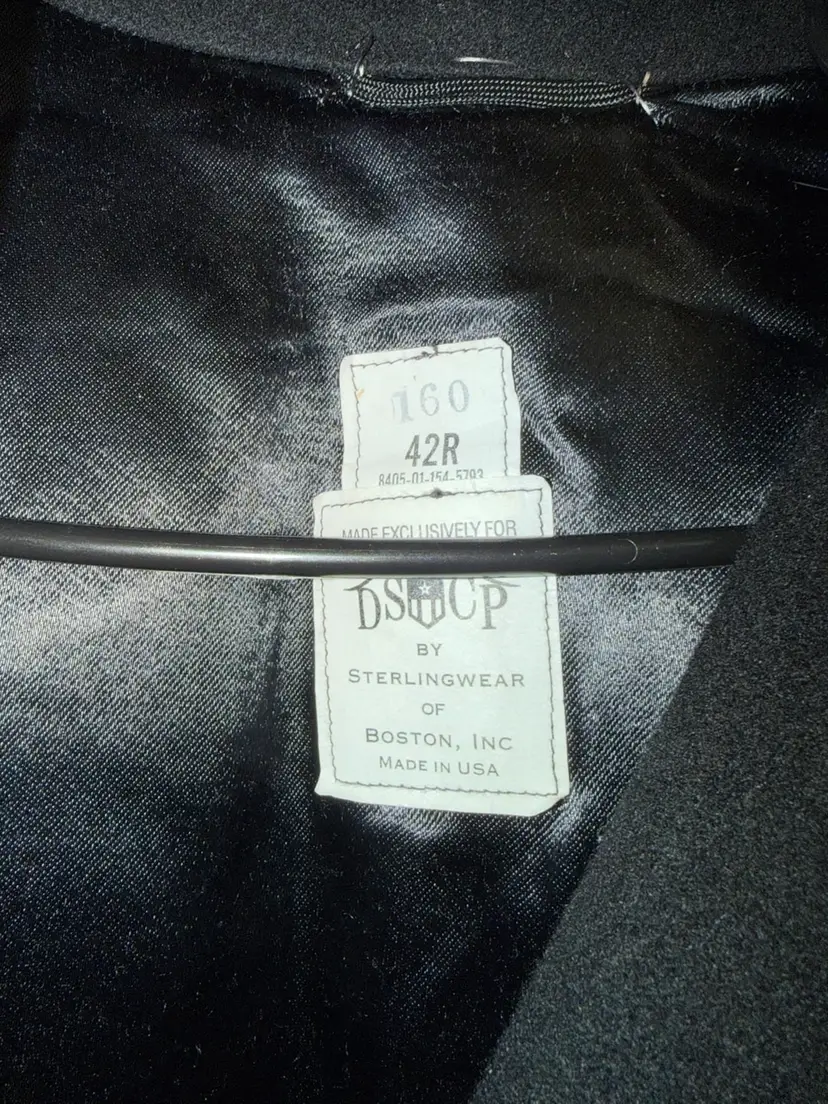 160
42R
8405-01-154-5793
MADE EXCLUSIVELY FOR
DSCP
BY
STERLINGWEAR
OF
BOSTON, INC
MADE IN USA